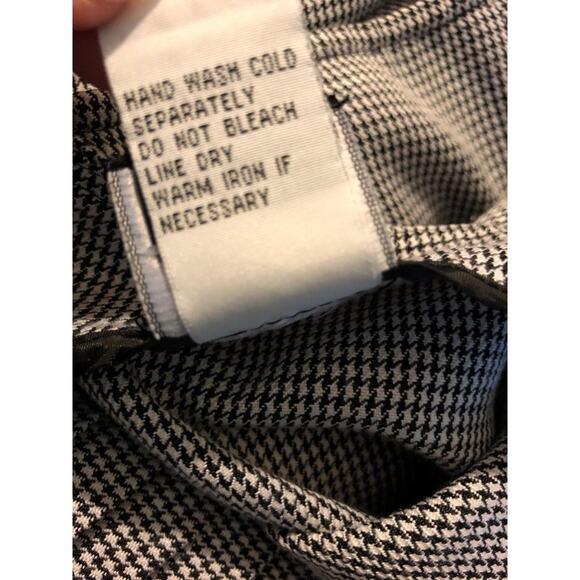 HAND WASH COLD
SEPARATELY
DO NOT BLEACH
LINE DRY
WARM IRON IF
NECESSARY